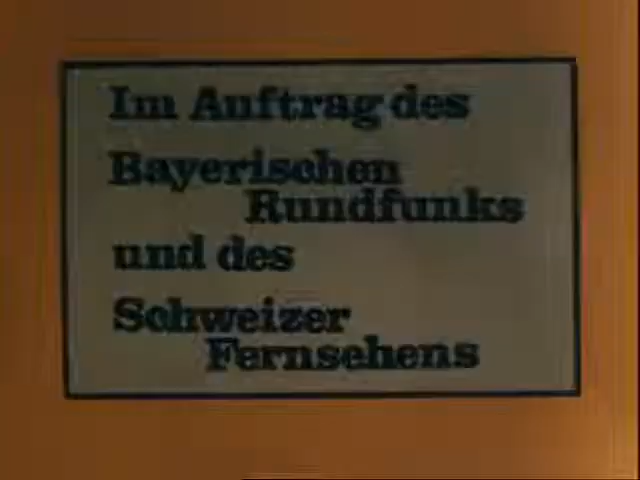 Im Auftrag des
Bayerischen
Rundfunks
und des
Schweizer
Fernsehens